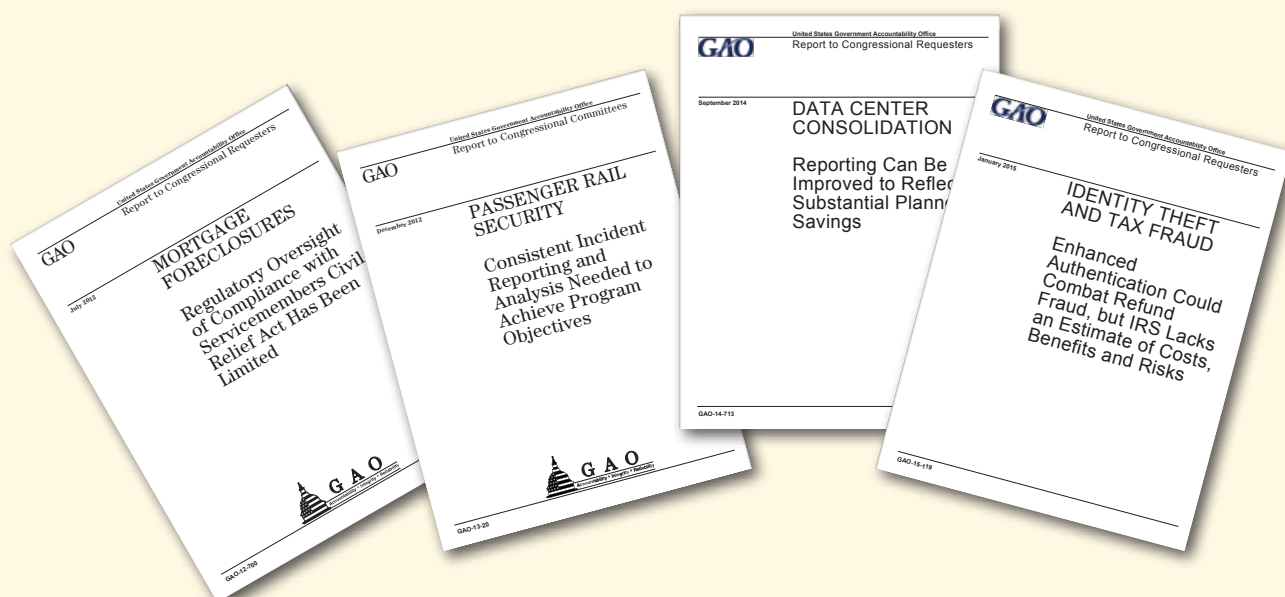 GAO
United States Government Accountability Office
Report to Congressional Requesters
July 2012
MORTGAGE
FORECLOSURES
Regulatory Oversight
of Compliance with
Servicemembers Civil
Relief Act Has Been
Limited
GAO
Accountability * Integrity * Reliability
GAO-12-700
GAO
United States Government Accountability Office
Report to Congressional Committees
December 2012
PASSENGER RAIL
SECURITY
Consistent Incident
Reporting and
Analysis Needed to
Achieve Program
Objectives
GAO
Accountability * Integrity * Reliability
GAO-13-20
GAO
United States Government Accountability Office
Report to Congressional Requesters
September 2014
DATA CENTER
CONSOLIDATION
Reporting Can Be
Improved to Reflec
Substantial Plann
Savings
GAO-14-713
GAO
United States Government Accountability Office
Report to Congressional Requesters
January 2015
IDENTITY THEFT
AND TAX FRAUD
Enhanced
Authentication Could
Combat Refund
Fraud, but IRS Lacks
an Estimate of Costs,
Benefits and Risks
GAO-15-119